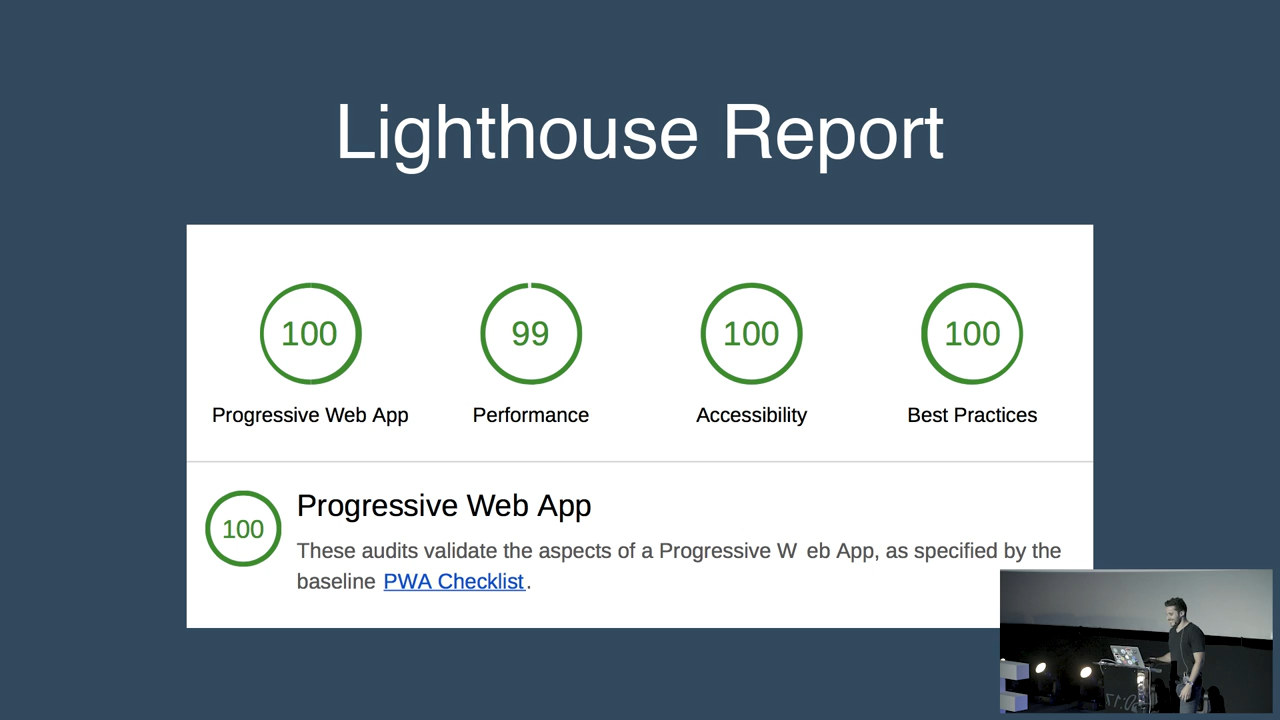 Lighthouse Report
100
99
100
100
Progressive Web App
Performance
Accessibility
Best Practices
100
Progressive Web App
These audits validate the aspects of a Progressive W eb App, as specified by the
baseline PWA Checklist.